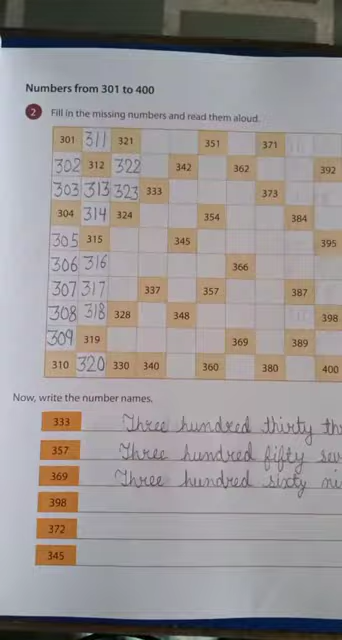 Numbers from 301 to 400
2 Fill in the missing numbers and read them aloud.
301 311 321 351 371
302 312 322 342 362 392
303 313 323 333 373
304 314 324 354 384
305 315 345 395
306 316 366
307 317 337 357 387
308 318 328 348 398
309 319 369 389
310 320 330 340 360 380 400
Now, write the number names.
333 Three hundred thirty th
357 Three hundred fifty sev
369 Three hundred sixty ni
398
372
345